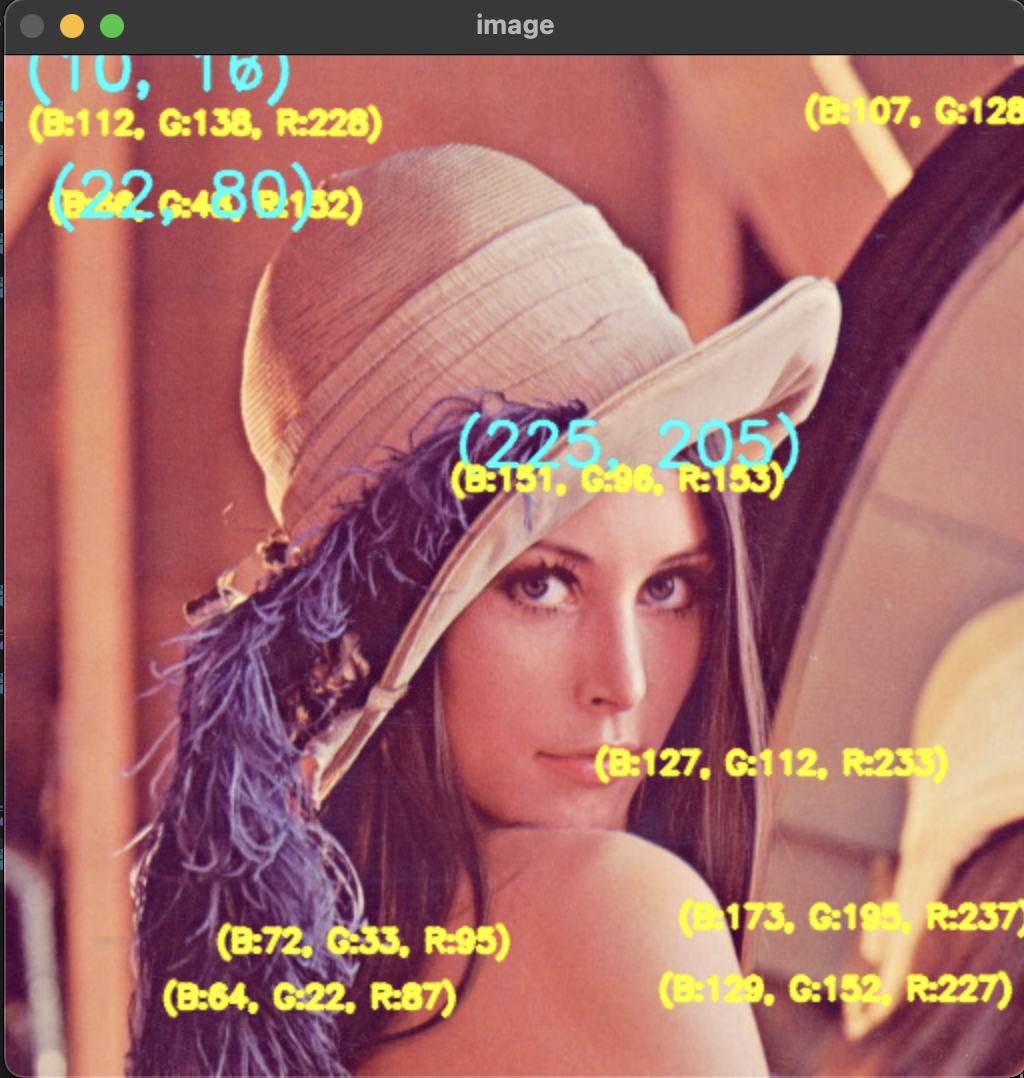 image
(10, 10)
(B:112, G:138, R:228)
(B:107, G:128
(22, 80)
R:152)
(225, 205)
(B:151, G:96, R:153)
(B:127, G:112, R:233)
(B:173, G:195, R:237)
(B:72, G:33, R:95)
(B:129, G:152, R:227)
(B:64, G:22, R:87)